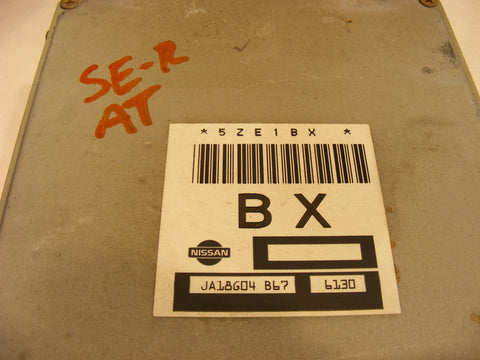 SE-R
AT
*5ZE1BX*
BX
NISSAN
JA18G04 B67 6130